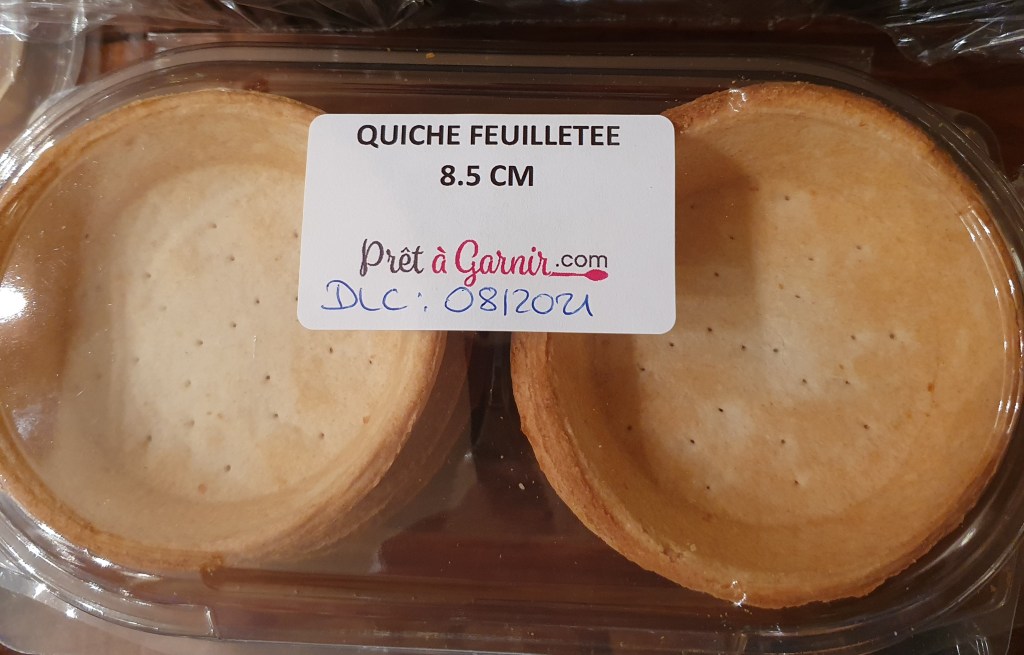 QUICHE FEUILLETEE
8.5 CM
Prêt à Garnir.com
DLC: 08/2021